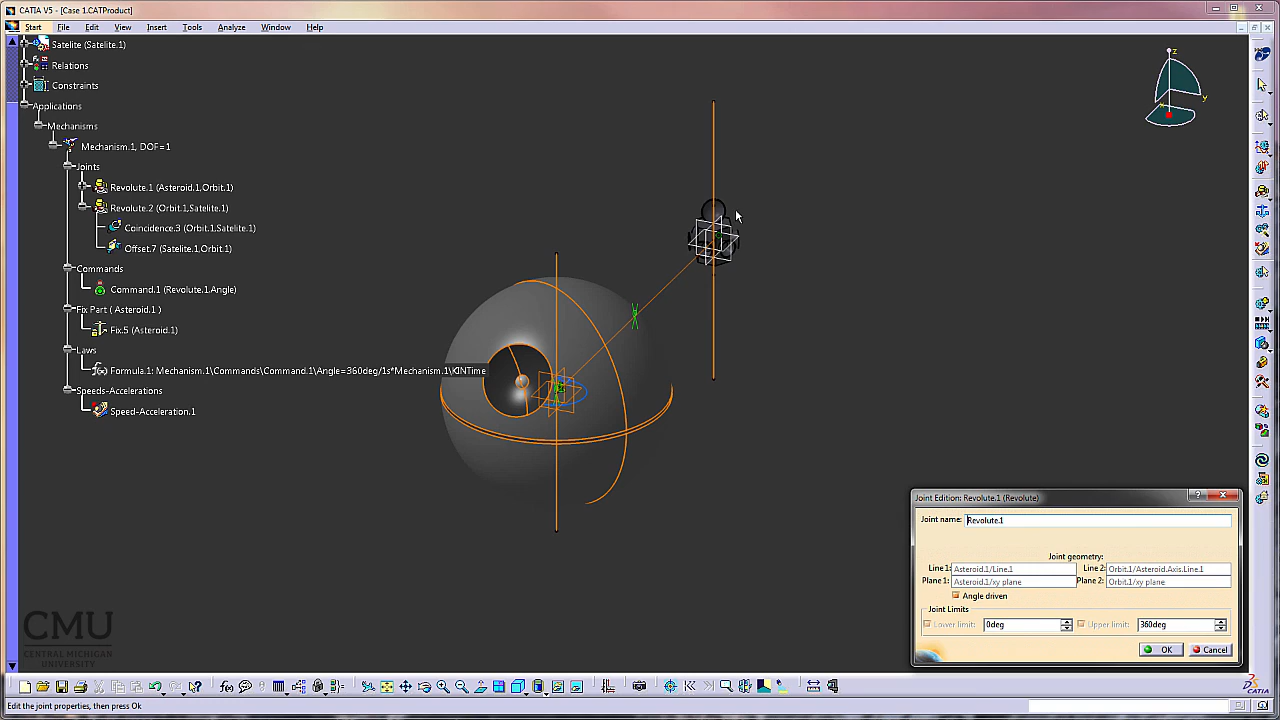 CATIA V5 - [Case 1.CATProduct]
Start File Edit View Insert Tools Analyze Window Help
Satelite (Satelite.1)
Relations
Constraints
Applications
Mechanisms
Mechanism.1, DOF=1
Joints
Revolute.1 (Asteroid.1,Orbit.1)
Revolute.2 (Orbit.1,Satelite.1)
Coincidence.3 (Orbit.1,Satelite.1)
Offset.7 (Satelite.1,Orbit.1)
Commands
Command.1 (Revolute.1,Angle)
Fix Part ( Asteroid.1 )
Fix.5 (Asteroid.1)
Laws
Formula.1: Mechanism.1\Commands\Command.1\Angle=360deg/1s*Mechanism.1\KINTime
Speeds-Accelerations
Speed-Acceleration.1
z
y
x
Joint Edition: Revolute.1 (Revolute)
Joint name: Revolute.1
Joint geometry:
Line 1: Asteroid.1/Line.1 Line 2: Orbit.1/Asteroid.Axis.Line.1
Plane 1: Asteroid.1/xy plane Plane 2: Orbit.1/xy plane
Angle driven
Joint Limits
Lower limit: 0deg Upper limit: 360deg
OK Cancel
CMU
CENTRAL MICHIGAN
UNIVERSITY
Edit the joint properties, then press Ok